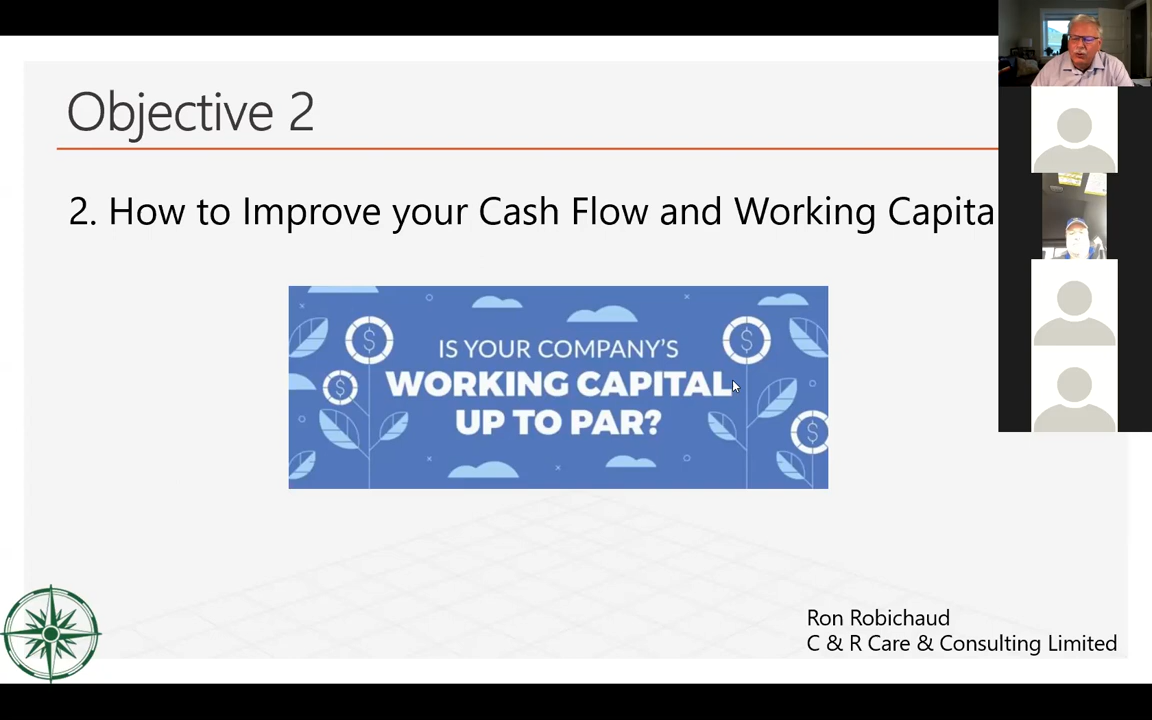 Objective 2
2. How to Improve your Cash Flow and Working Capita
IS YOUR COMPANY'S
WORKING CAPITAL
UP TO PAR?
Ron Robichaud
C & R Care & Consulting Limited